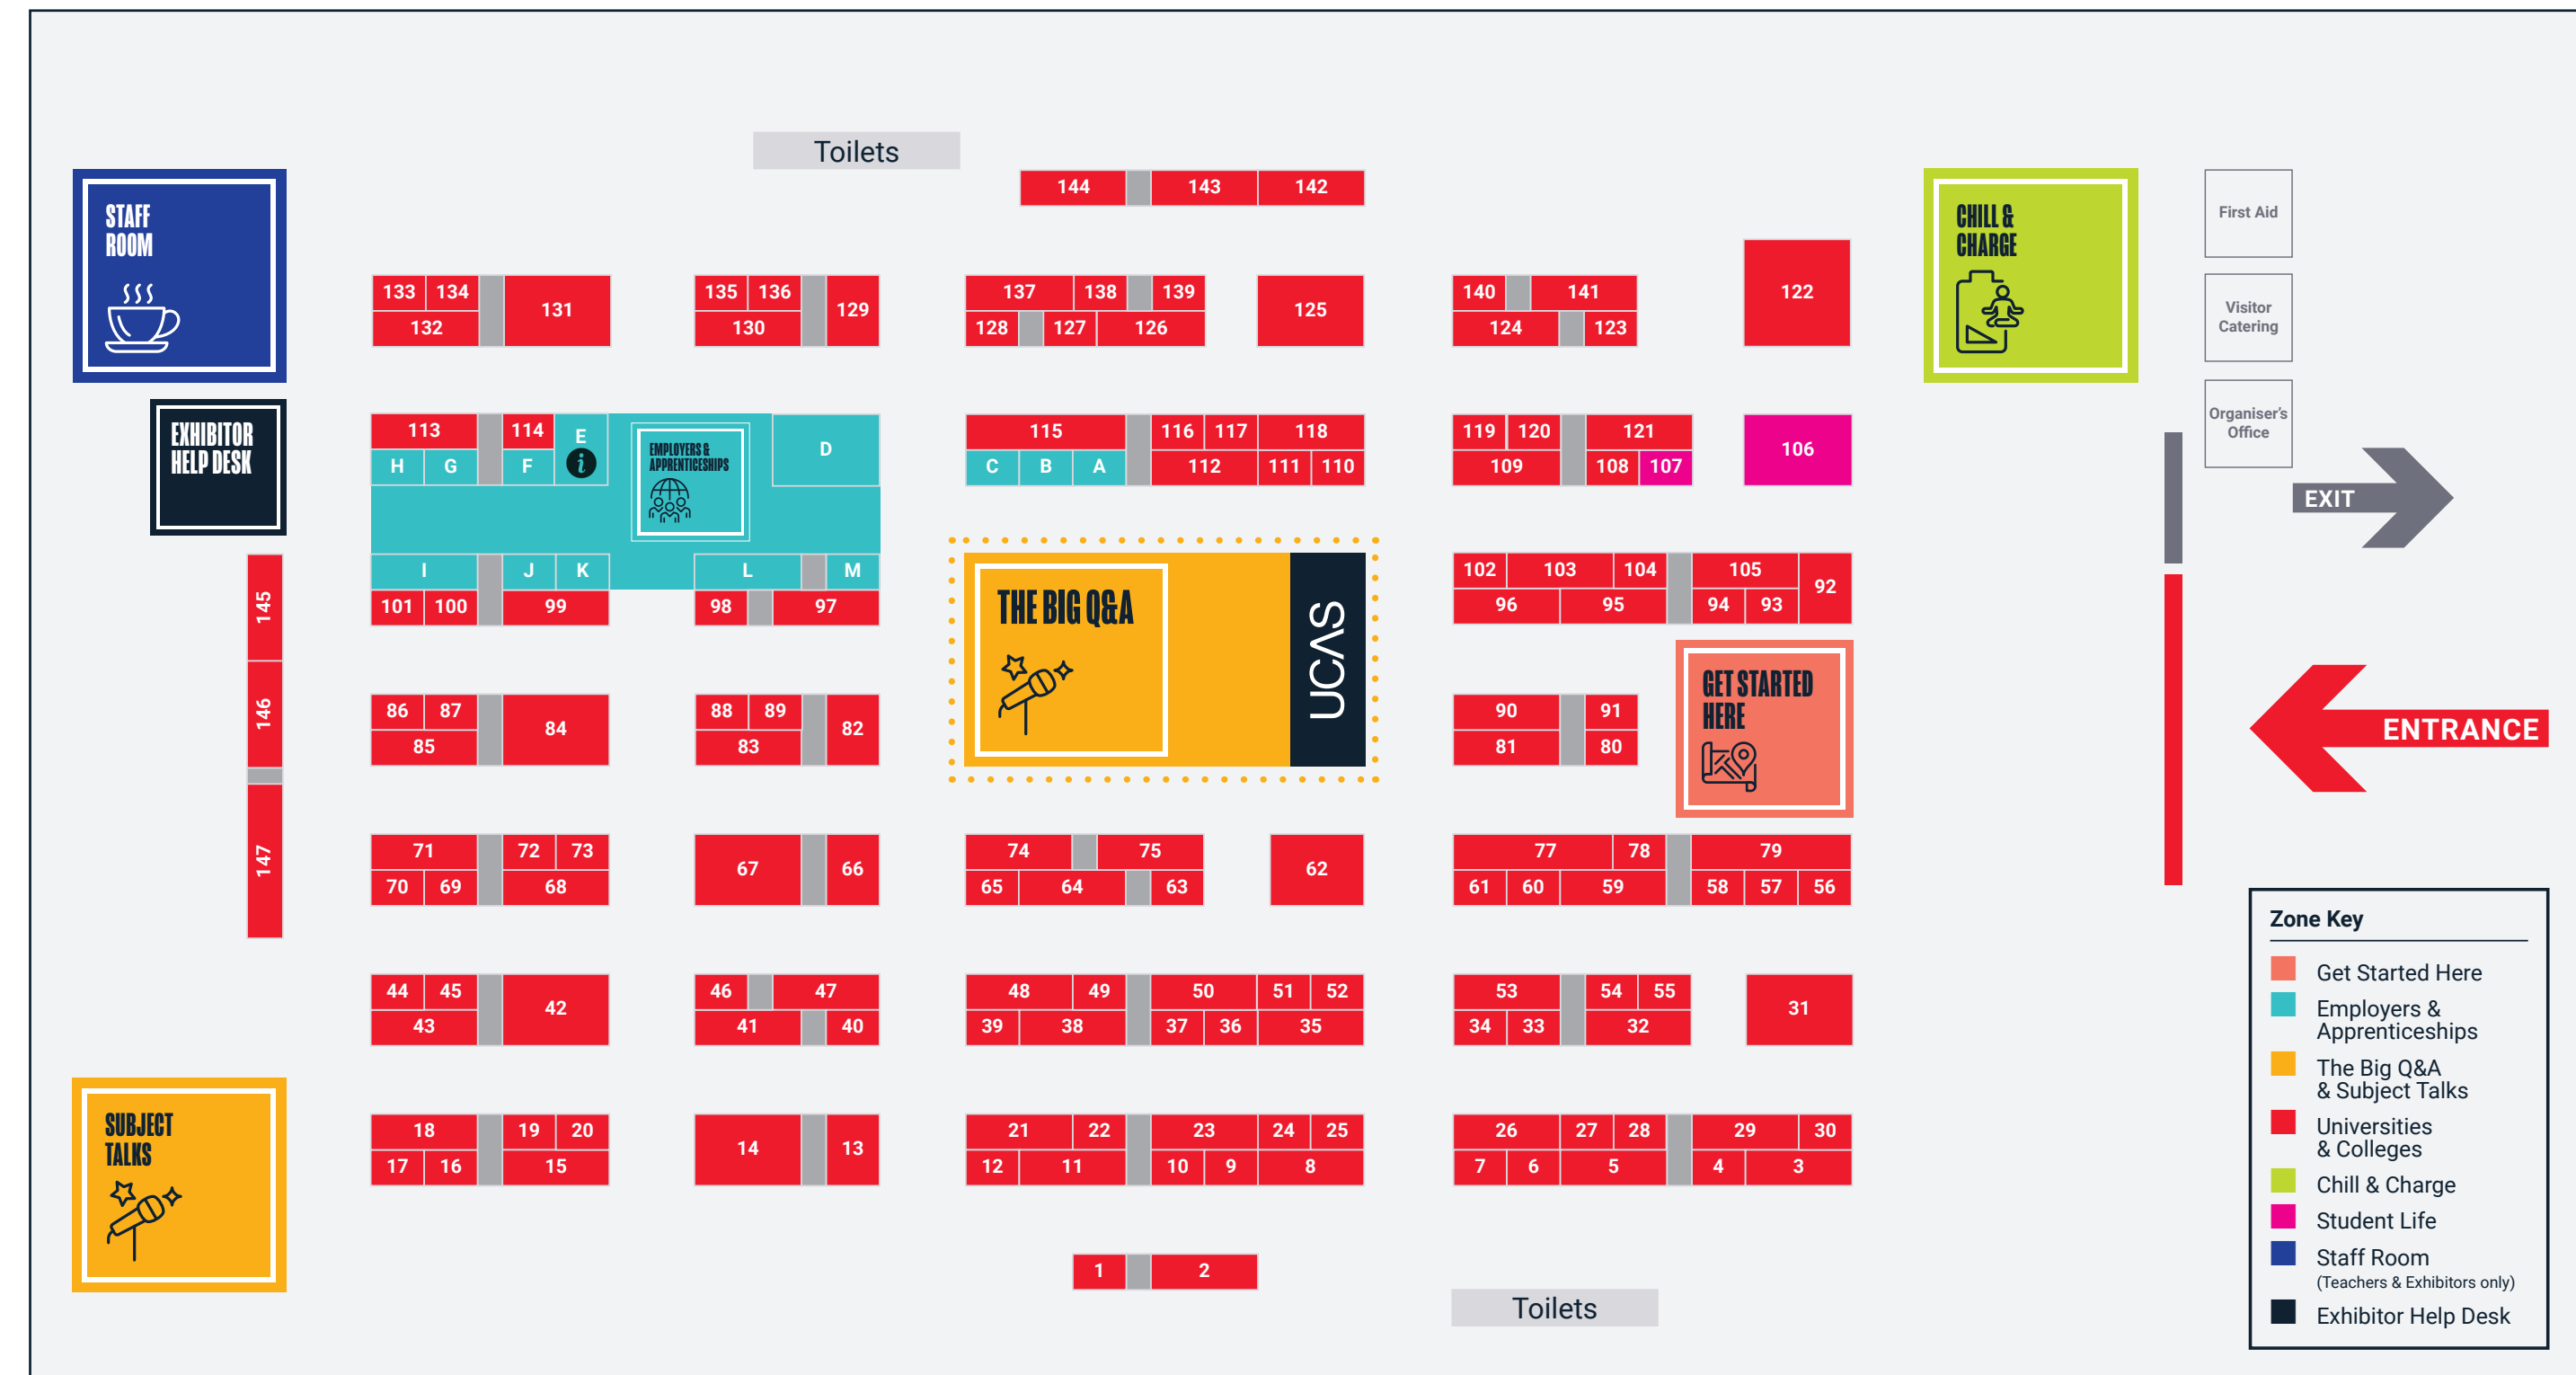 Toilets
144 143 142
STAFF
ROOM
CHILL &
CHARGE
First Aid
Visitor
Catering
Organiser's
Office
133 134 131
132
135 136 129
130
137 138 139
128 127 126
125
140 141
124 123
122
EXHIBITOR
HELP DESK
113 114 E
H G F
i
EMPLOYERS &
APPRENTICESHIPS
D
115 116 117 118
C B A 112 111 110
119 120 121
109 108 107
106
EXIT
I J K L M
101 100 99 98 97
THE BIG Q&A
UCAS
102 103 104 105 92
96 95 94 93
145
146
147
GET STARTED
HERE
ENTRANCE
86 87 84
85
88 89 82
83
90 91
81 80
71 72 73
70 69 68
67 66
74 75
65 64 63
62
77 78 79
61 60 59 58 57 56
44 45 42
43
46 47
41 40
48 49 50 51 52
39 38 37 36 35
53 54 55
34 33 32
31
SUBJECT
TALKS
18 19 20
17 16 15
14 13
21 22 23 24 25
12 11 10 9 8
26 27 28 29 30
7 6 5 4 3
1 2
Toilets
Zone Key
Get Started Here
Employers &
Apprenticeships
The Big Q&A
& Subject Talks
Universities
& Colleges
Chill & Charge
Student Life
Staff Room
(Teachers & Exhibitors only)
Exhibitor Help Desk